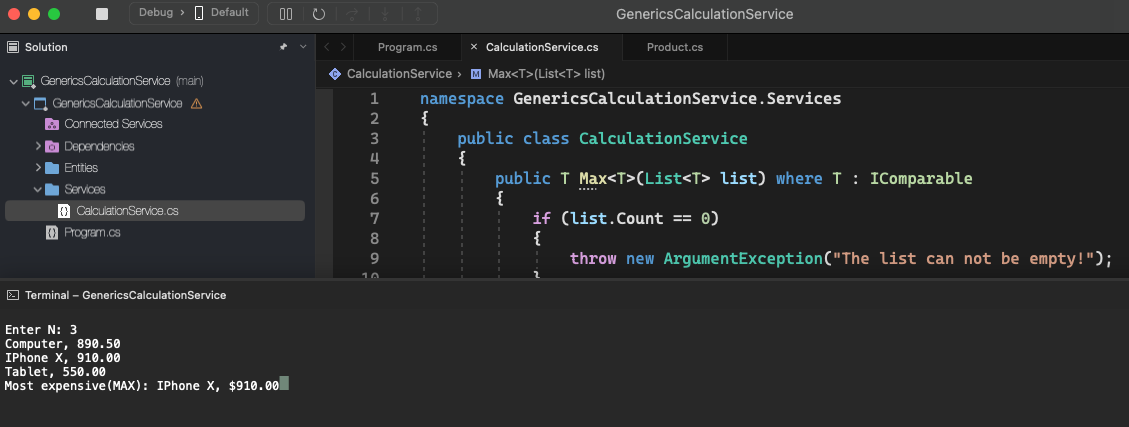 Debug › Default
GenericsCalculationService
Solution
Program.cs
CalculationService.cs
Product.cs
CalculationService › M Max<T>(List<T> list)
GenericsCalculationService (main)
GenericsCalculationService
Connected Services
Dependencies
Entities
Services
CalculationService.cs
Program.cs
1 namespace GenericsCalculationService.Services
2 {
3 public class CalculationService
4 {
5 public T Max<T>(List<T> list) where T : IComparable
6 {
7 if (list.Count == 0)
8 {
9 throw new ArgumentException("The list can not be empty!");
10 }
Terminal – GenericsCalculationService
Enter N: 3
Computer, 890.50
IPhone X, 910.00
Tablet, 550.00
Most expensive(MAX): IPhone X, $910.00